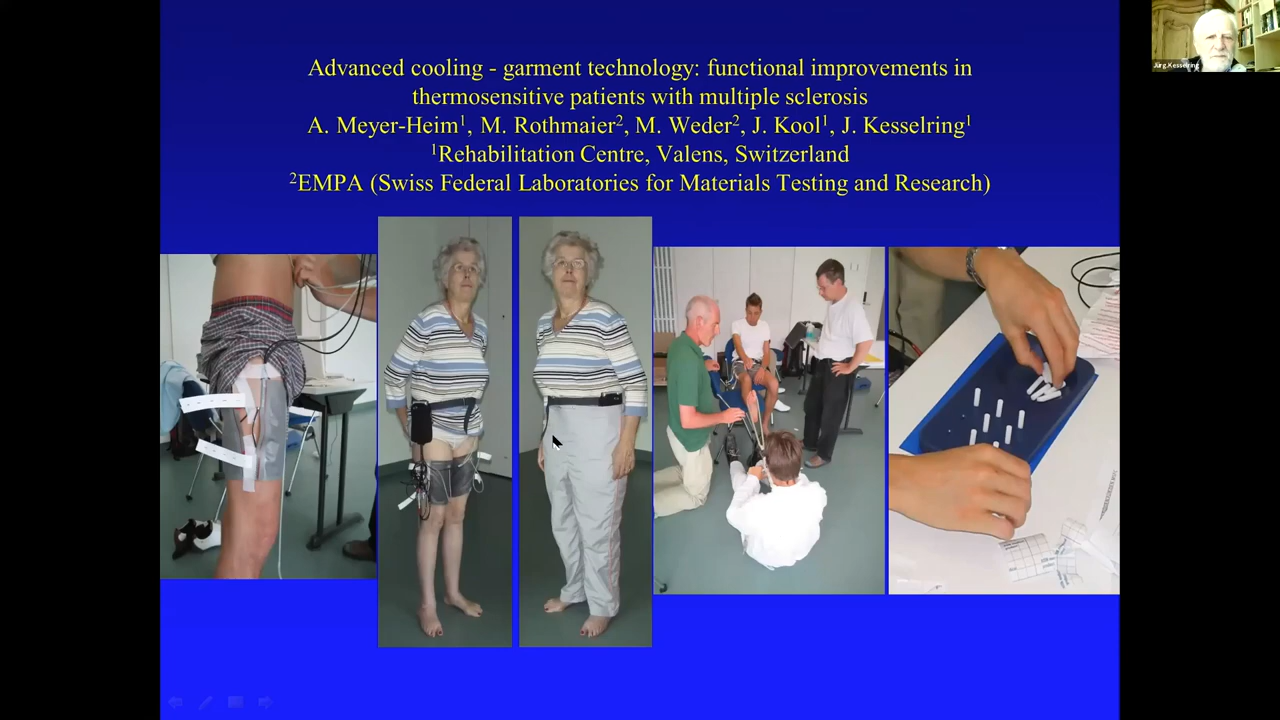 Advanced cooling - garment technology: functional improvements in
thermosensitive patients with multiple sclerosis
A. Meyer-Heim¹, M. Rothmaier², M. Weder², J. Kool¹, J. Kesselring¹
¹Rehabilitation Centre, Valens, Switzerland
²EMPA (Swiss Federal Laboratories for Materials Testing and Research)
Jürg.Kesselring